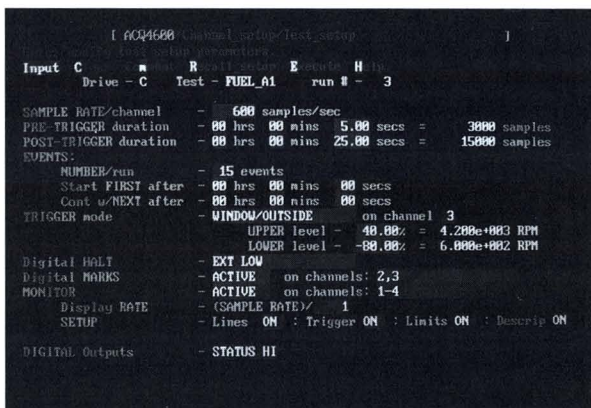 [ ACQ4600 /Channel_setup/Test_setup ]
setup parameters.
Input C m R E H
Drive - C Test - FUEL_A1 run # - 3
SAMPLE RATE/channel - 600 samples/sec
PRE-TRIGGER duration - 00 hrs 00 mins 5.00 secs = 3000 samples
POST-TRIGGER duration - 00 hrs 00 mins 25.00 secs = 15000 samples
EVENTS:
NUMBER/run - 15 events
Start FIRST after - 00 hrs 00 mins 00 secs
Cont w/NEXT after - 00 hrs 00 mins 00 secs
TRIGGER mode - WINDOW/OUTSIDE on channel 3
UPPER level - 40.00% = 4.200e+003 RPM
LOWER level - -80.00% = 6.000e+002 RPM
Digital HALT - EXT LOW
Digital MARKS - ACTIVE on channels: 2,3
MONITOR - ACTIVE on channels: 1-4
Display RATE - (SAMPLE RATE)/ 1
SETUP - Lines ON : Trigger ON : Limits ON : Descrip ON
DIGITAL Outputs - STATUS HI